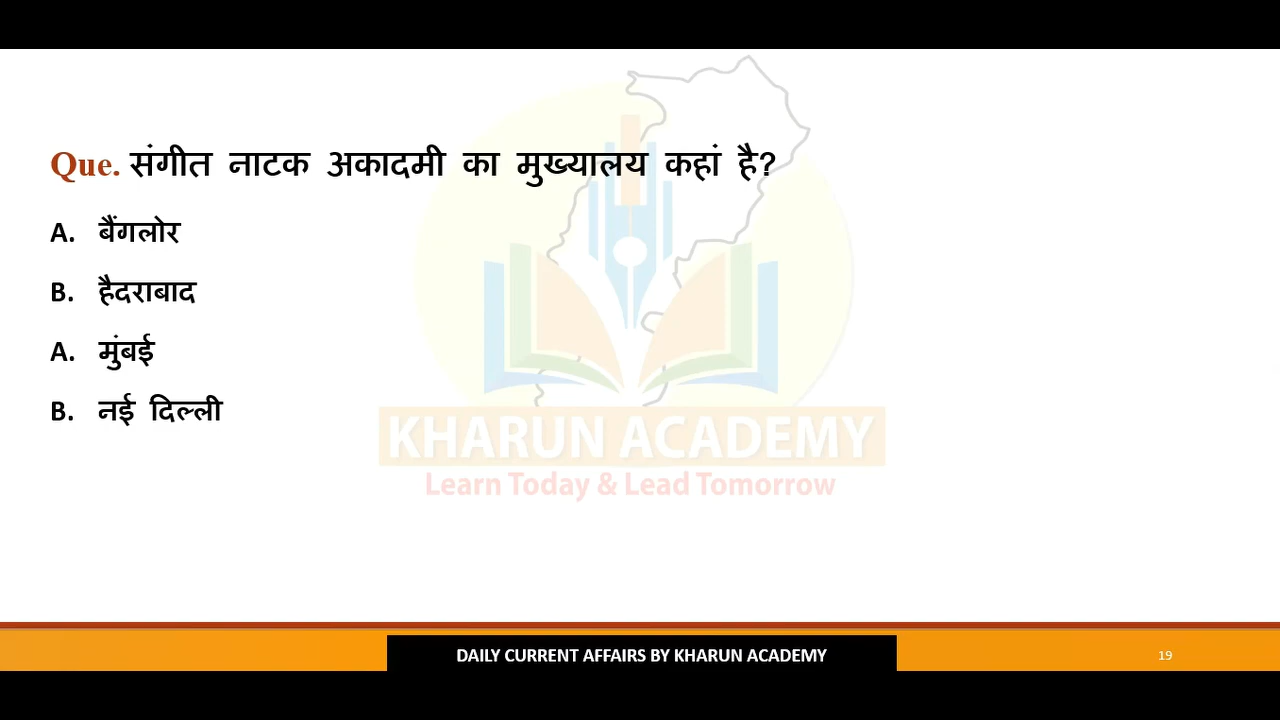 Que. संगीत नाटक अकादमी का मुख्यालय कहां है?
A. बैंगलोर
B. हैदराबाद
A. मुंबई
B. नई दिल्ली
KHARUN ACADEMY
Learn Today & Lead Tomorrow
DAILY CURRENT AFFAIRS BY KHARUN ACADEMY
19